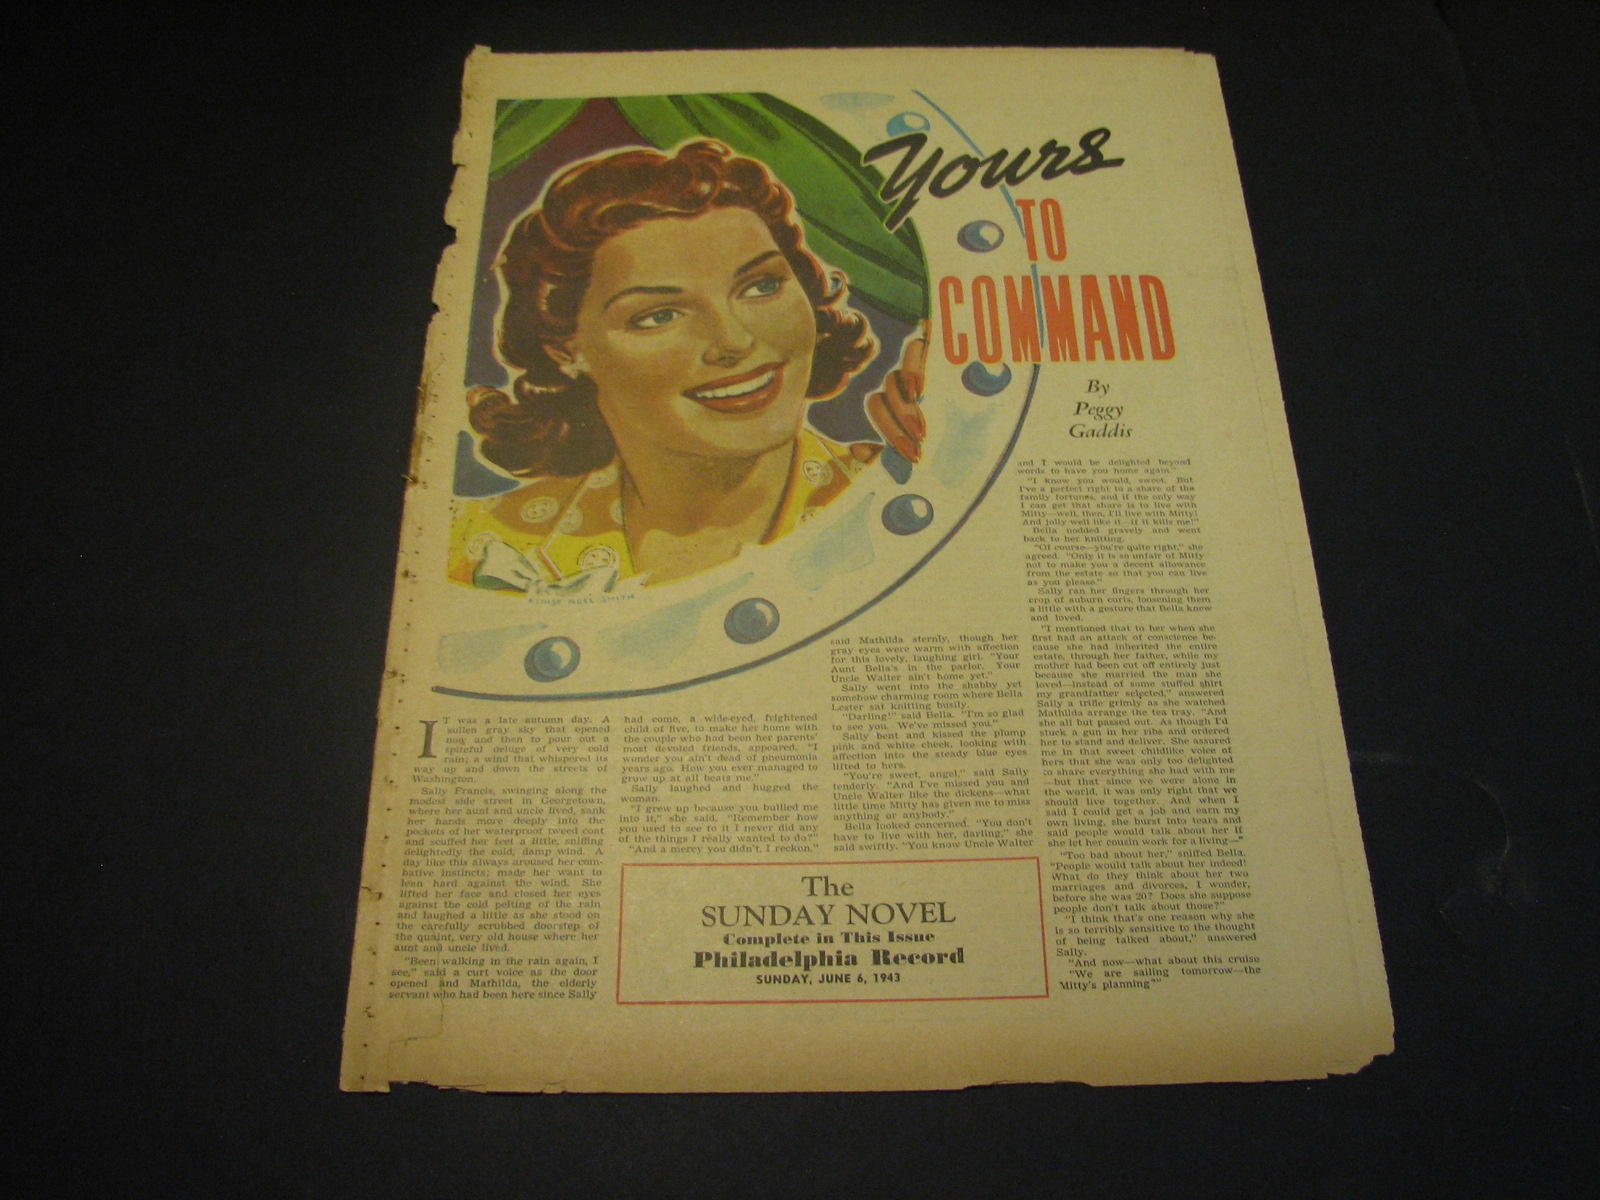 Yours
TO
COMMAND
By
Peggy
Gaddis
NOEL SMITH
IT was a late autumn day. A
sullen gray sky that opened
now and then to pour out a
spiteful deluge of very cold
rain; a wind that whispered its
way up and down the streets of
Washington.
Sally Francis, swinging along the
modest side street in Georgetown,
where her aunt and uncle lived, sank
her hands more deeply into the
pockets of her waterproof tweed coat
and scuffed her feet a little, sniffing
delightedly the cold, damp wind. A
day like this always aroused her com-
bative instincts; made her want to
lean hard against the wind. She
lifted her face and closed her eyes
against the cold pelting of the rain
and laughed a little as she stood on
the carefully scrubbed doorstep of
the quaint, very old house where her
aunt and uncle lived.
"Been walking in the rain again, I
see," said a curt voice as the door
opened and Mathilda, the elderly
servant who had been here since Sally
had come, a wide-eyed, frightened
child of five, to make her home with
the couple who had been her parents'
most devoted friends, appeared. "I
wonder you ain't dead of pneumonia
years ago. How you ever managed to
grow up at all beats me."
Sally laughed and hugged the
woman.
"I grew up because you bullied me
into it," she said. "Remember how
you used to see to it I never did any
of the things I really wanted to do?"
"And a mercy you didn't, I reckon,"
said Mathilda sternly, though her
gray eyes were warm with affection
for this lovely, laughing girl. "Your
Aunt Bella's in the parlor. Your
Uncle Walter ain't home yet."
Sally went into the shabby yet
somehow charming room where Bella
Lester sat knitting busily.
"Darling!" said Bella. "I'm so glad
to see you. We've missed you."
Sally bent and kissed the plump
pink and white cheek, looking with
affection into the steady blue eyes
lifted to hers.
"You're sweet, angel," said Sally
tenderly. "And I've missed you and
Uncle Walter like the dickens—what
little time Mitty has given me to miss
anything or anybody."
Bella looked concerned. "You don't
have to live with her, darling," she
said swiftly. "You know Uncle Walter
and I would be delighted beyond
words to have you home again."
"I know you would, sweet. But
I've a perfect right to a share of the
family fortunes, and if the only way
I can get that share is to live with
Mitty—well, then, I'll live with Mitty!
And jolly well like it—if it kills me!"
Bella nodded gravely and went
back to her knitting.
"Of course—you're quite right," she
agreed. "Only it is so unfair of Mitty
not to make you a decent allowance
from the estate so that you can live
as you please."
Sally ran her fingers through her
crop of auburn curls, loosening them
a little with a gesture that Bella knew
and loved.
"I mentioned that to her when she
first had an attack of conscience be-
cause she had inherited the entire
estate, through her father, while my
mother had been cut off entirely just
because she married the man she
loved—instead of some stuffed shirt
my grandfather selected," answered
Sally a trifle grimly as she watched
Mathilda arrange the tea tray. "And
she all but passed out. As though I'd
stuck a gun in her ribs and ordered
her to stand and deliver. She assured
me in that sweet childlike voice of
hers that she was only too delighted
to share everything she had with me
—but that since we were alone in
the world, it was only right that we
should live together. And when I
said I could get a job and earn my
own living, she burst into tears and
said people would talk about her if
she let her cousin work for a living—"
"Too bad about her," sniffed Bella.
"People would talk about her indeed!
What do they think about her two
marriages and divorces, I wonder,
before she was 20? Does she suppose
people don't talk about those?"
"I think that's one reason why she
is so terribly sensitive to the thought
of being talked about," answered
Sally.
"And now—what about this cruise
"We are sailing tomorrow—the
Mitty's planning?"
The
SUNDAY NOVEL
Complete in This Issue
Philadelphia Record
SUNDAY, JUNE 6, 1943